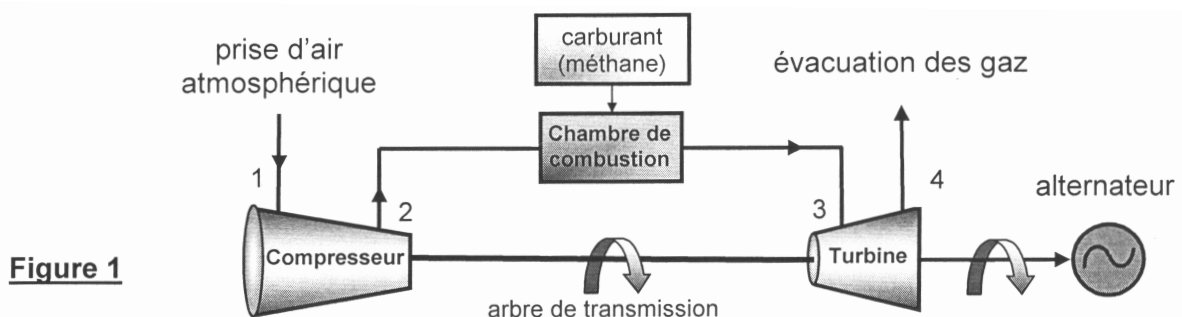 prise d'air
atmosphérique
carburant
(méthane)
évacuation des gaz
Chambre de
combustion
1
2
3
4
alternateur
Compresseur
Turbine
Figure 1
arbre de transmission